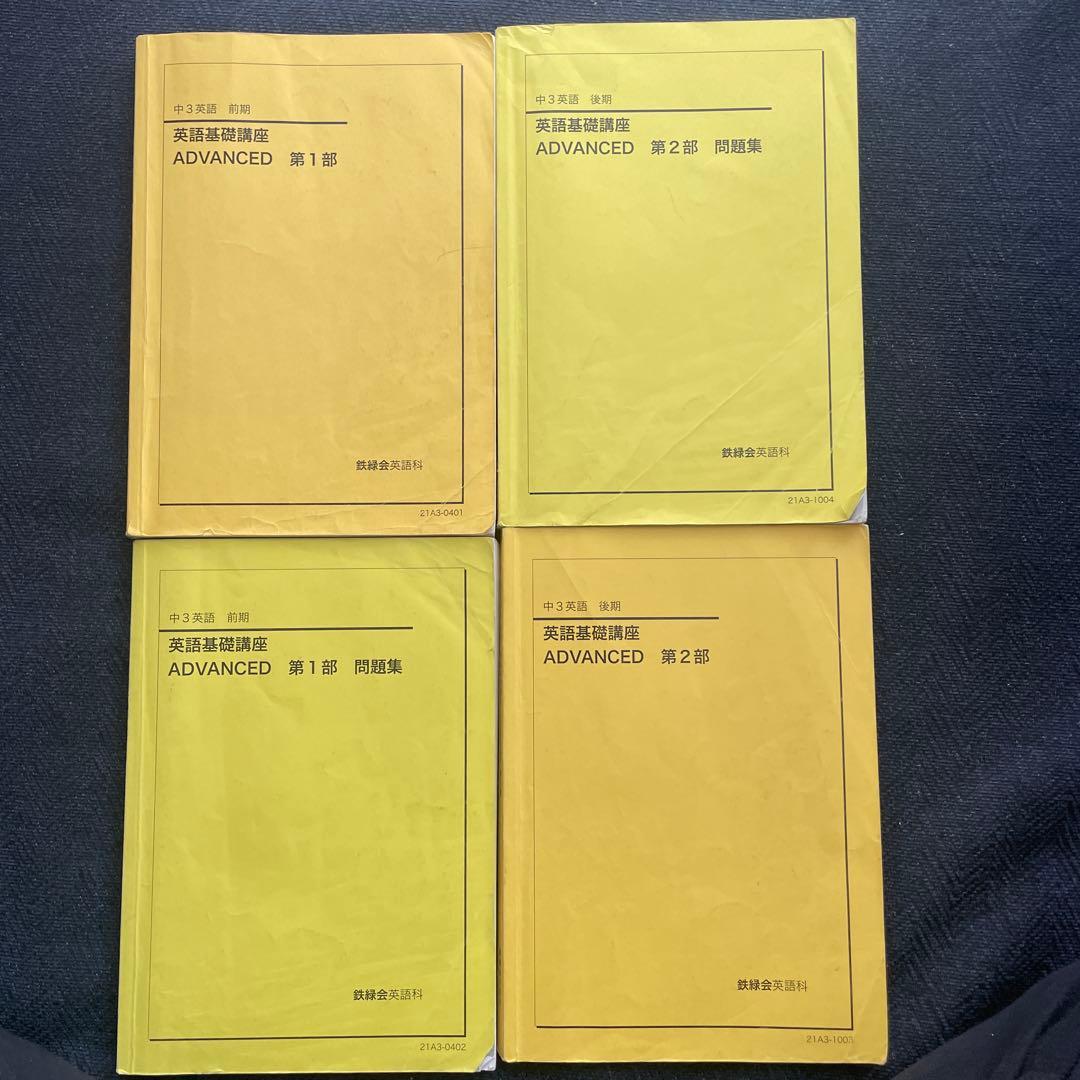 中３英語　前期
英語基礎講座
ADVANCED　第１部
鉄緑会英語科
21A3-0401
中３英語　後期
英語基礎講座
ADVANCED　第２部　問題集
鉄緑会英語科
21A3-1004
中３英語　前期
英語基礎講座
ADVANCED　第１部　問題集
鉄緑会英語科
21A3-0402
中３英語　後期
英語基礎講座
ADVANCED　第２部
鉄緑会英語科
21A3-1003